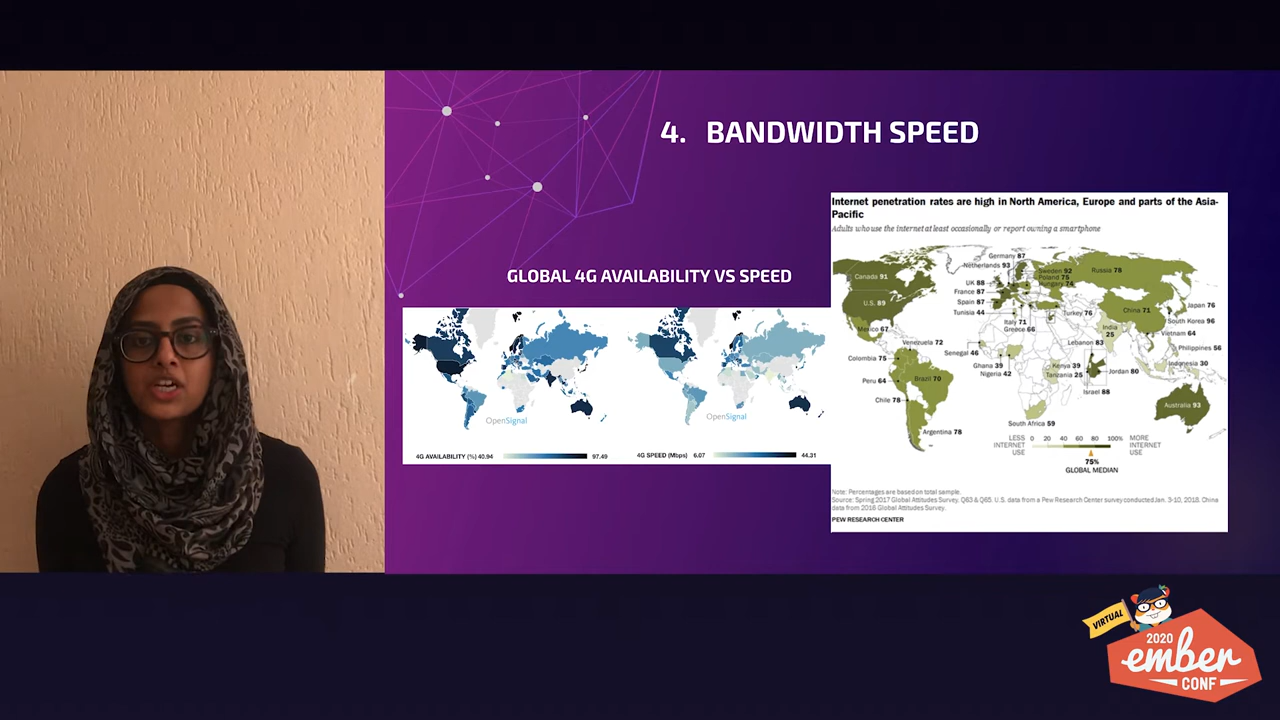 4. BANDWIDTH SPEED
GLOBAL 4G AVAILABILITY VS SPEED
OpenSignal
OpenSignal
4G AVAILABILITY (%) 40.94
97.49
4G SPEED (Mbps) 6.07
44.31
Internet penetration rates are high in North America, Europe and parts of the Asia-
Pacific
Adults who use the internet at least occasionally or report owning a smartphone
Canada 91
U.S. 89
Mexico 67
Venezuela 72
Colombia 75
Peru 64
Brazil 70
Chile 78
Argentina 78
Germany 87
Netherlands 93
Sweden 92
Poland 75
Hungary 74
Russia 78
UK 88
France 87
Spain 87
Tunisia 44
Italy 71
Greece 66
Turkey 76
Senegal 46
Ghana 39
Nigeria 42
Kenya 39
Tanzania 25
South Africa 59
Lebanon 83
Jordan 80
Israel 88
China 71
India
25
Japan 76
South Korea 96
Vietnam 64
Philippines 56
Indonesia 30
Australia 93
LESS
INTERNET
USE
0 20 40 60 80 100%
MORE
INTERNET
USE
75%
GLOBAL MEDIAN
Note: Percentages are based on total sample.
Source: Spring 2017 Global Attitudes Survey. Q63 & Q65. U.S. data from a Pew Research Center survey conducted Jan. 3-10, 2018. China
data from 2016 Global Attitudes Survey.
PEW RESEARCH CENTER
VIRTUAL
2020
ember
CONF